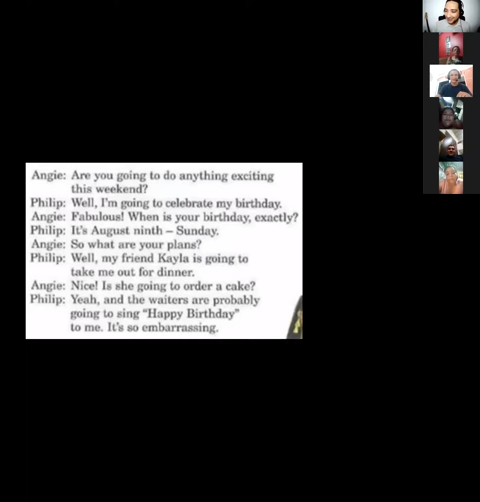 Angie: Are you going to do anything exciting
this weekend?
Philip: Well, I'm going to celebrate my birthday.
Angie: Fabulous! When is your birthday, exactly?
Philip: It's August ninth – Sunday.
Angie: So what are your plans?
Philip: Well, my friend Kayla is going to
take me out for dinner.
Angie: Nice! Is she going to order a cake?
Philip: Yeah, and the waiters are probably
going to sing "Happy Birthday"
to me. It's so embarrassing.